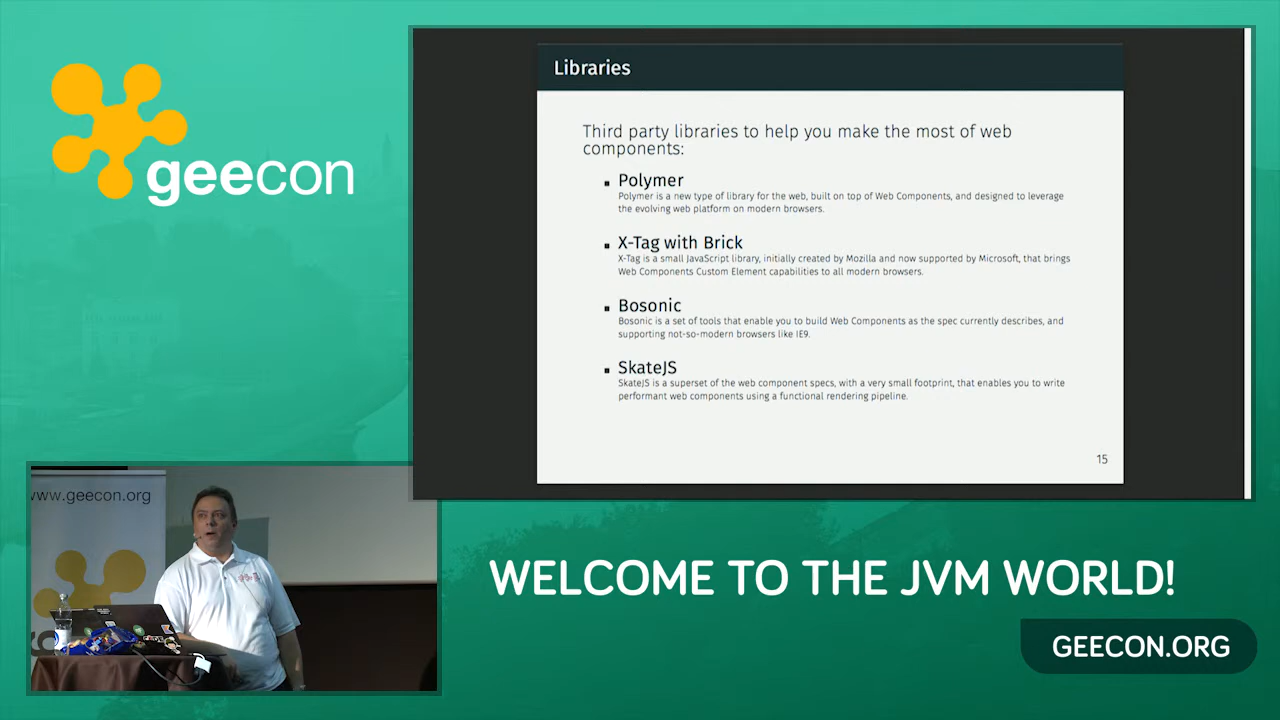 geecon
Libraries
Third party libraries to help you make the most of web
components:
Polymer
Polymer is a new type of library for the web, built on top of Web Components, and designed to leverage
the evolving web platform on modern browsers.
X-Tag with Brick
X-Tag is a small JavaScript library, initially created by Mozilla and now supported by Microsoft, that brings
Web Components Custom Element capabilities to all modern browsers.
Bosonic
Bosonic is a set of tools that enable you to build Web Components as the spec currently describes, and
supporting not-so-modern browsers like IE9.
SkateJS
SkateJS is a superset of the web component specs, with a very small footprint, that enables you to write
performant web components using a functional rendering pipeline.
15
www.geecon.org
WELCOME TO THE JVM WORLD!
GEECON.ORG